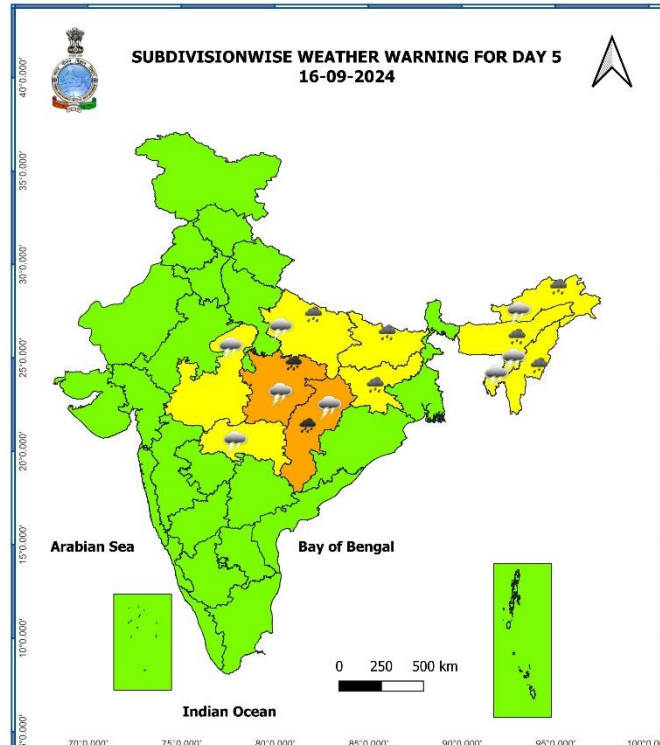 SUBDIVISIONWISE WEATHER WARNING FOR DAY 5
16-09-2024
40°0.000'
35°0.000'
30°0.000'
25°0.000'
20°0.000'
15°0.000'
10°0.000'
5°0.000'
Arabian Sea
Bay of Bengal
0 250 500 km
Indian Ocean
70°0.000' 75°0.000' 80°0.000' 85°0.000' 90°0.000' 95°0.000' 100°0.00